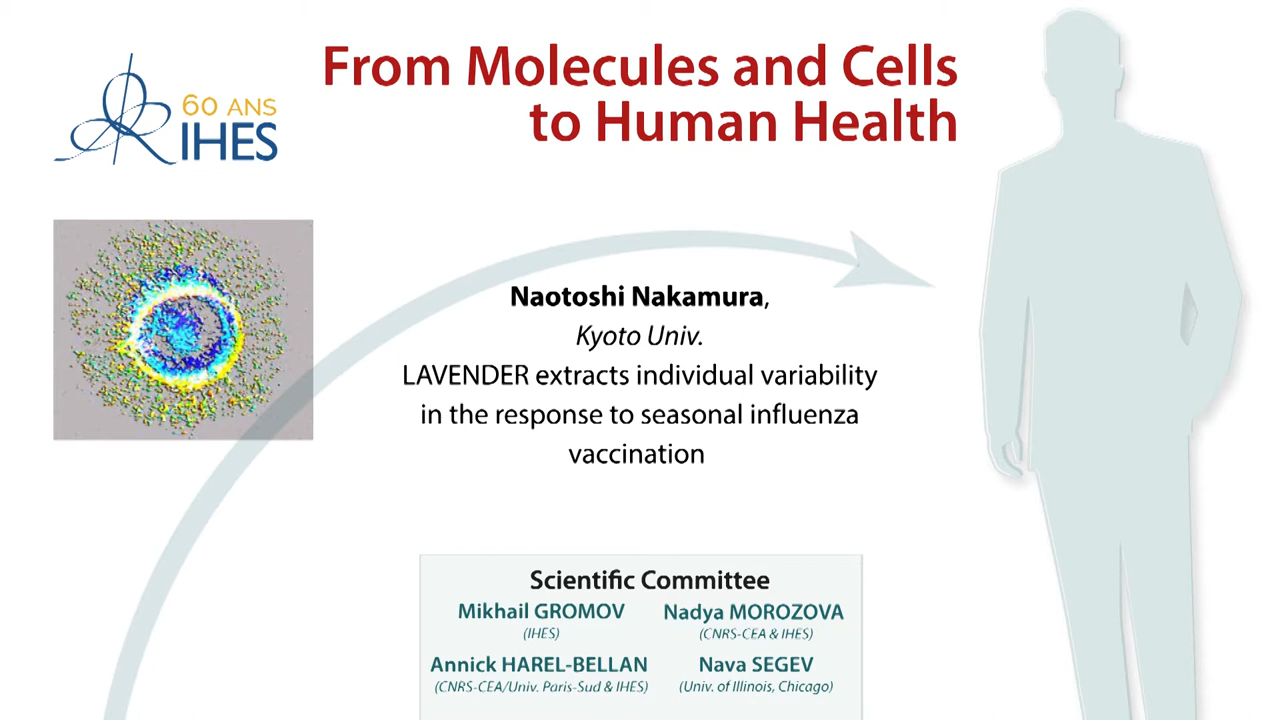 60 ANS
IHES
From Molecules and Cells
to Human Health
Naotoshi Nakamura,
Kyoto Univ.
LAVENDER extracts individual variability
in the response to seasonal influenza
vaccination
Scientific Committee
Mikhail GROMOV
(IHES)
Nadya MOROZOVA
(CNRS-CEA & IHES)
Annick HAREL-BELLAN
(CNRS-CEA/Univ. Paris-Sud & IHES)
Nava SEGEV
(Univ. of Illinois, Chicago)